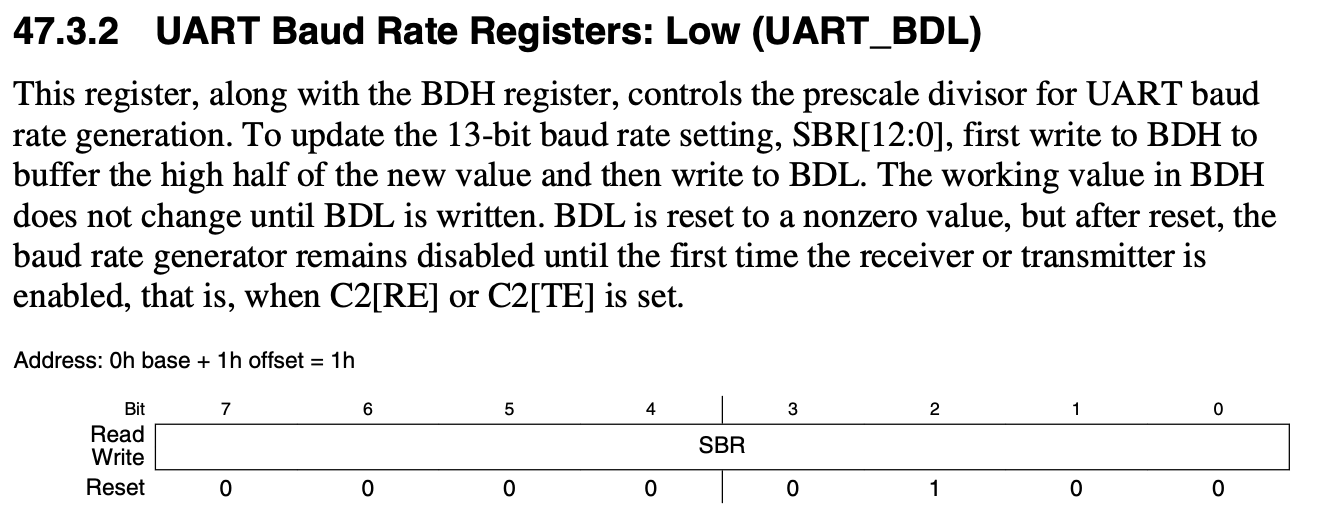 47.3.2 UART Baud Rate Registers: Low (UART_BDL)
This register, along with the BDH register, controls the prescale divisor for UART baud
rate generation. To update the 13-bit baud rate setting, SBR[12:0], first write to BDH to
buffer the high half of the new value and then write to BDL. The working value in BDH
does not change until BDL is written. BDL is reset to a nonzero value, but after reset, the
baud rate generator remains disabled until the first time the receiver or transmitter is
enabled, that is, when C2[RE] or C2[TE] is set.
Address: 0h base + 1h offset = 1h
Bit 7 6 5 4 3 2 1 0
Read
Write
SBR
Reset 0 0 0 0 0 1 0 0